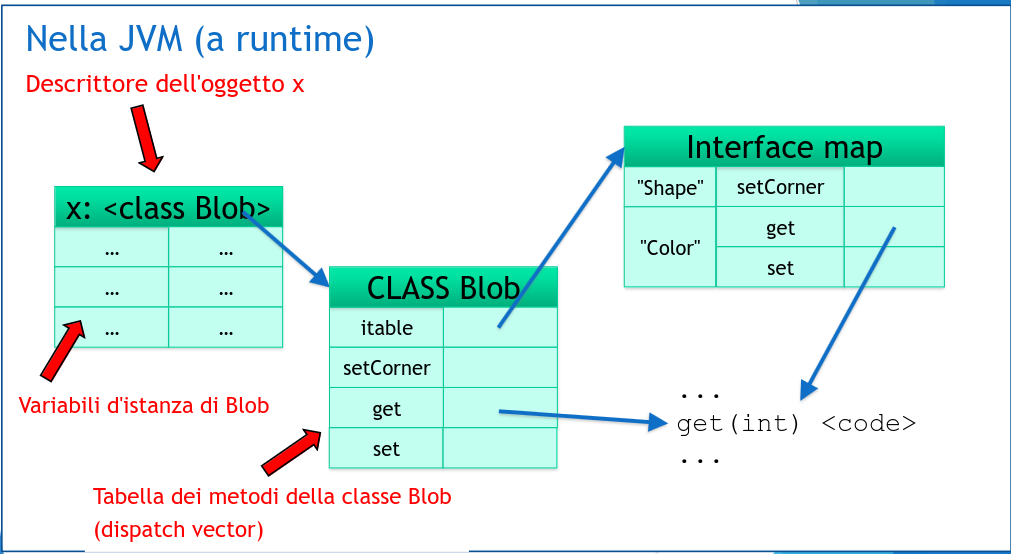 Nella JVM (a runtime)
Descrittore dell'oggetto x
x: <class Blob>
... ...
... ...
... ...
Variabili d'istanza di Blob
CLASS Blob
itable
setCorner
get
set
Tabella dei metodi della classe Blob
(dispatch vector)
Interface map
"Shape" setCorner
"Color" get
set
...
get(int) <code>
...